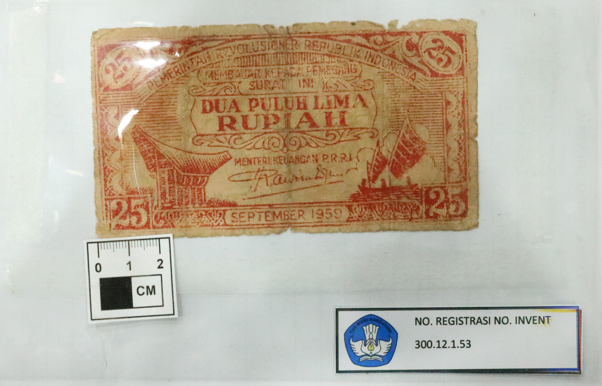 25 25
PEMERINTAH REVOLUSIONER REPUBLIK INDONESIA
MEMBAJAR KEPADA PEMEGANG
SURAT INI
DUA PULUH LIMA
RUPIAH
MENTERI KEUANGAN P.R.R.I
25 SEPTEMBER 1959 25
0 1 2
CM
NO. REGISTRASI NO. INVENT
300.12.1.53